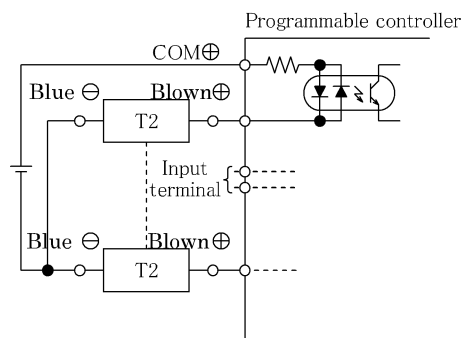 Programmable controller
COM⊕
Blue ⊖ Blown⊕
T2
Input
terminal
Blue ⊖ Blown⊕
T2